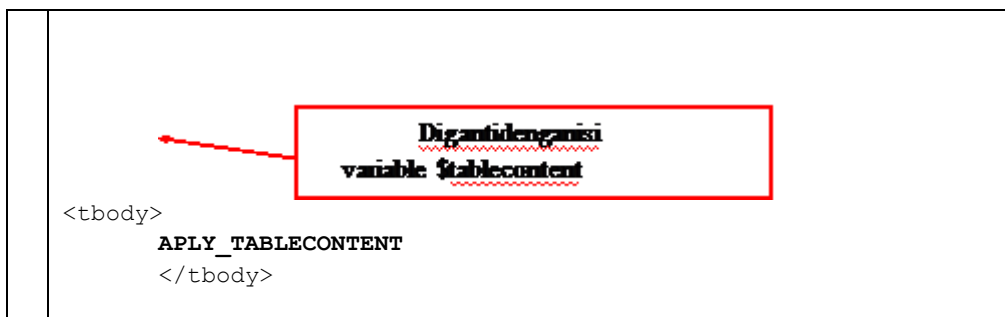 Digantidenganisi
variable $tablecontent
<tbody>
APLY_TABLECONTENT
</tbody>